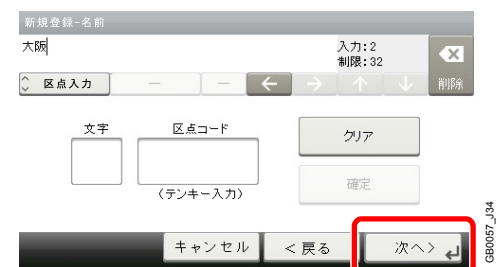 新規登録-名前
大阪
入力:2
制限:32
削除
区点入力
文字
区点コード
クリア
(テンキー入力)
確定
キャンセル
< 戻る
次へ>
GB0057_J34